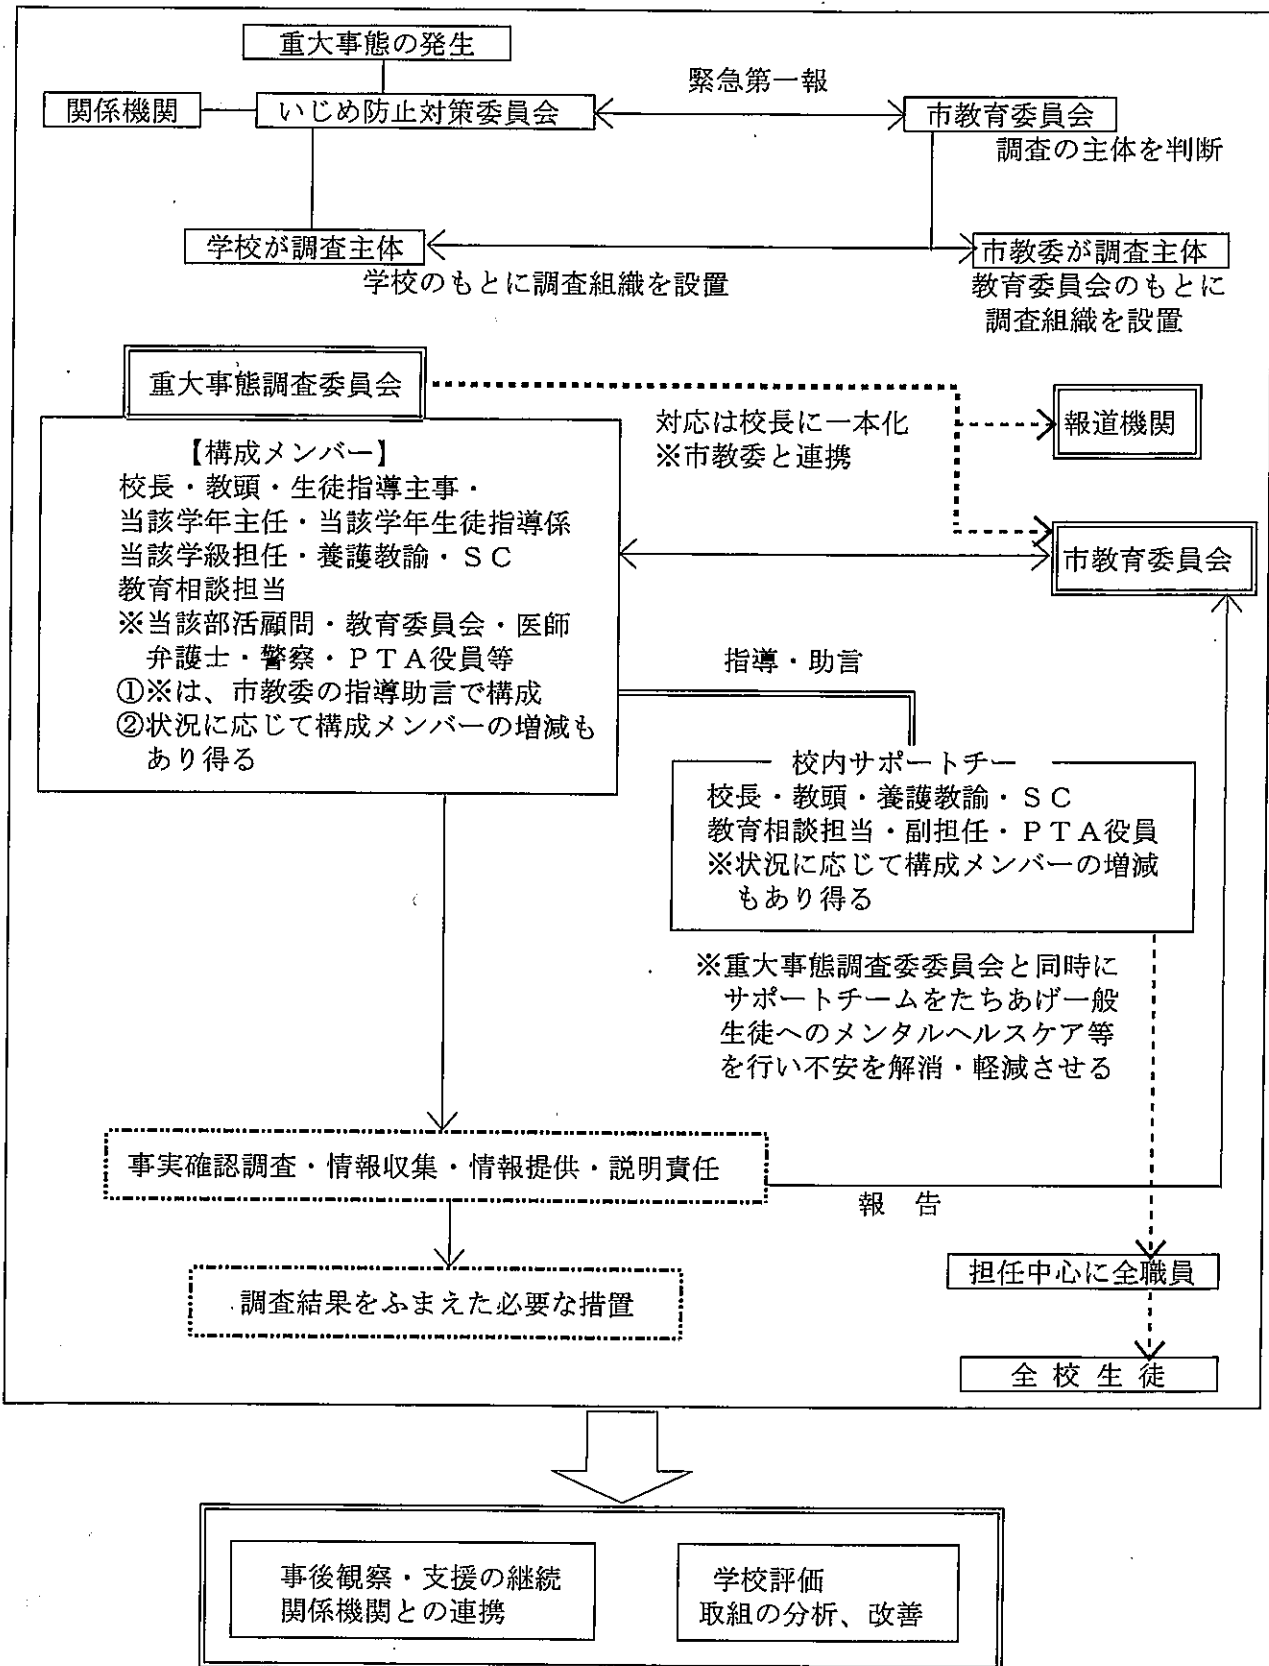 重大事態の発生
緊急第一報
関係機関
いじめ防止対策委員会
市教育委員会
調査の主体を判断
学校が調査主体
市教委が調査主体
学校のもとに調査組織を設置
教育委員会のもとに
調査組織を設置
重大事態調査委員会
対応は校長に一本化
※市教委と連携
報道機関
【構成メンバー】
校長・教頭・生徒指導主事・
当該学年主任・当該学年生徒指導係
当該学級担任・養護教諭・ＳＣ
教育相談担当
※当該部活顧問・教育委員会・医師
弁護士・警察・ＰＴＡ役員等
①※は、市教委の指導助言で構成
②状況に応じて構成メンバーの増減も
あり得る
市教育委員会
指導・助言
校内サポートチー
校長・教頭・養護教諭・ＳＣ
教育相談担当・副担任・ＰＴＡ役員
※状況に応じて構成メンバーの増減
もあり得る
※重大事態調査委委員会と同時に
サポートチームをたちあげ一般
生徒へのメンタルヘルスケア等
を行い不安を解消・軽減させる
事実確認調査・情報収集・情報提供・説明責任
報　告
担任中心に全職員
調査結果をふまえた必要な措置
全 校 生 徒
事後観察・支援の継続
関係機関との連携
学校評価
取組の分析、改善